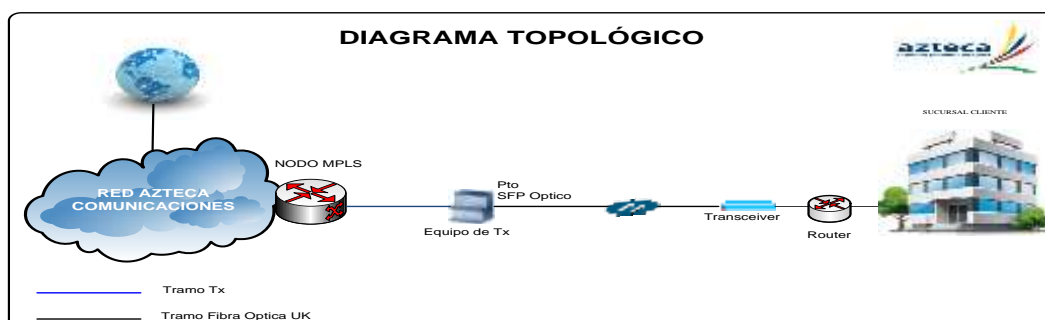 DIAGRAMA TOPOLÓGICO
azteca
SUCURSAL CLIENTE
NODO MPLS
RED AZTECA
COMUNICACIONES
Pto
SFP Optico
Equipo de Tx
Transceiver
Router
Tramo Tx
Tramo Fibra Optica UK